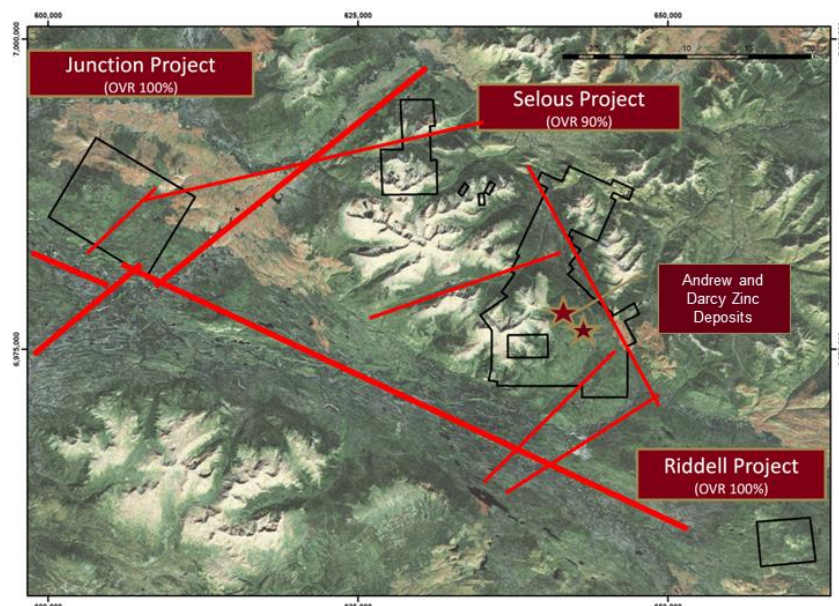 600,000
625,000
650,000
7,000,000
Junction Project
(OVR 100%)
Selous Project
(OVR 90%)
Andrew and
Darcy Zinc
Deposits
6,975,000
Riddell Project
(OVR 100%)